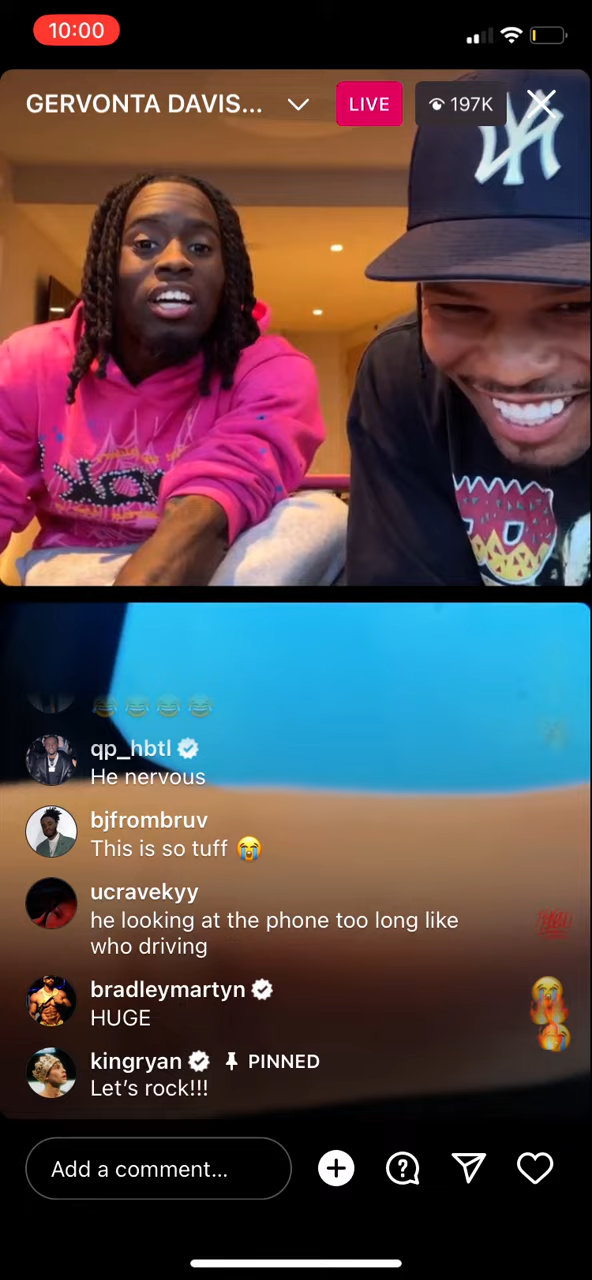 10:00
GERVONTA DAVIS...
LIVE
197K
NY
😂😂😂😂
qp_hbtl
He nervous
bjfrombruv
This is so tuff 😭
ucravekyy
he looking at the phone too long like
who driving
bradleymartyn
HUGE
kingryan PINNED
Let’s rock!!!
Add a comment...